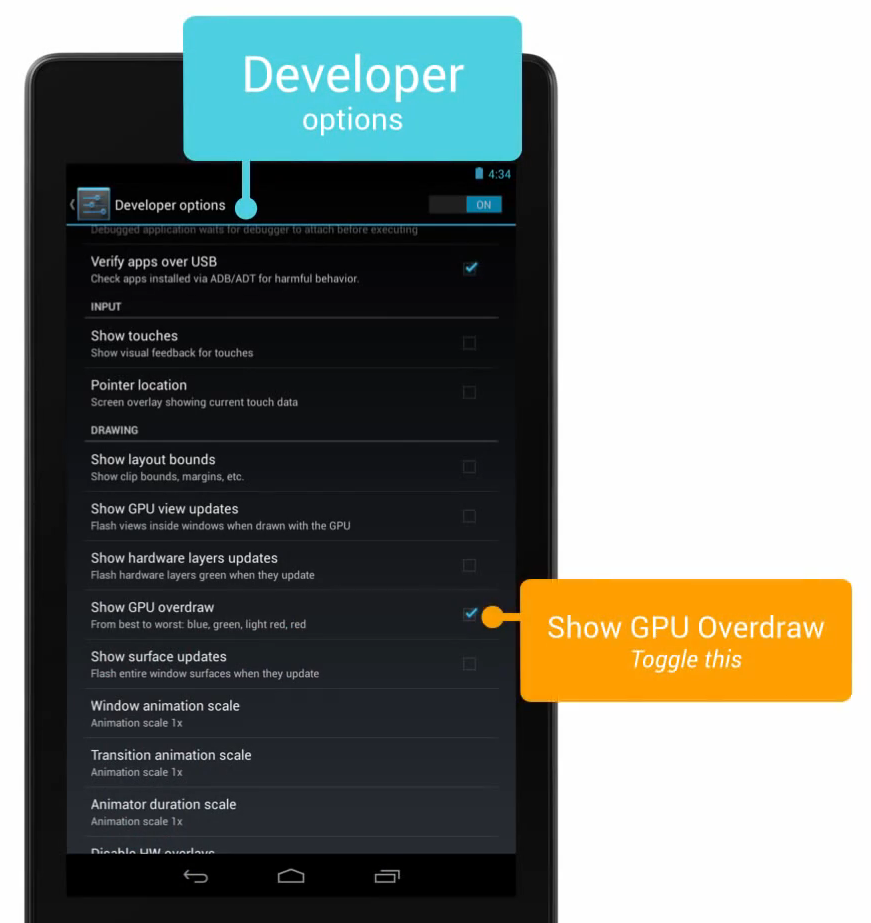 Developer
options
4:34
Developer options
ON
Debugged application waits for debugger to attach before executing
Verify apps over USB
Check apps installed via ADB/ADT for harmful behavior.
INPUT
Show touches
Show visual feedback for touches
Pointer location
Screen overlay showing current touch data
DRAWING
Show layout bounds
Show clip bounds, margins, etc.
Show GPU view updates
Flash views inside windows when drawn with the GPU
Show hardware layers updates
Flash hardware layers green when they update
Show GPU overdraw
From best to worst: blue, green, light red, red
Show GPU Overdraw
Toggle this
Show surface updates
Flash entire window surfaces when they update
Window animation scale
Animation scale 1x
Transition animation scale
Animation scale 1x
Animator duration scale
Animation scale 1x
Disable HW overlays